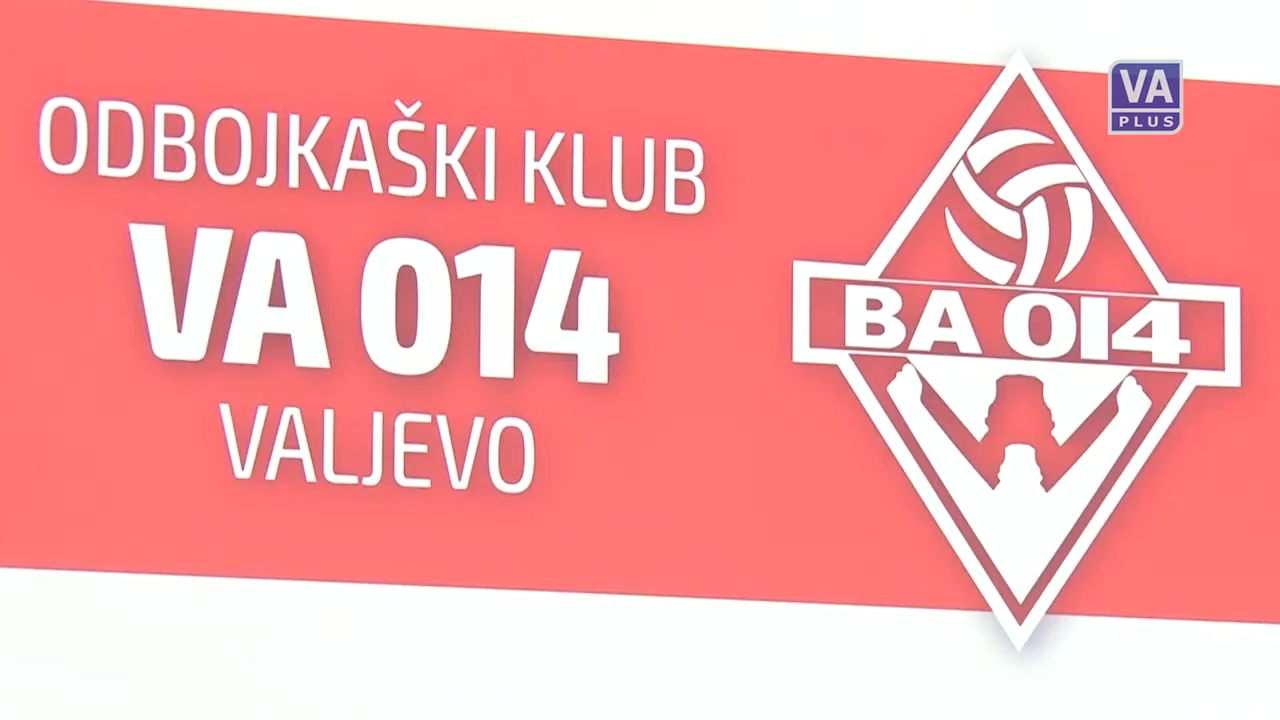 ODBOJKAŠKI KLUB
VA 014
VALJEVO
ВА 014
VA
PLUS